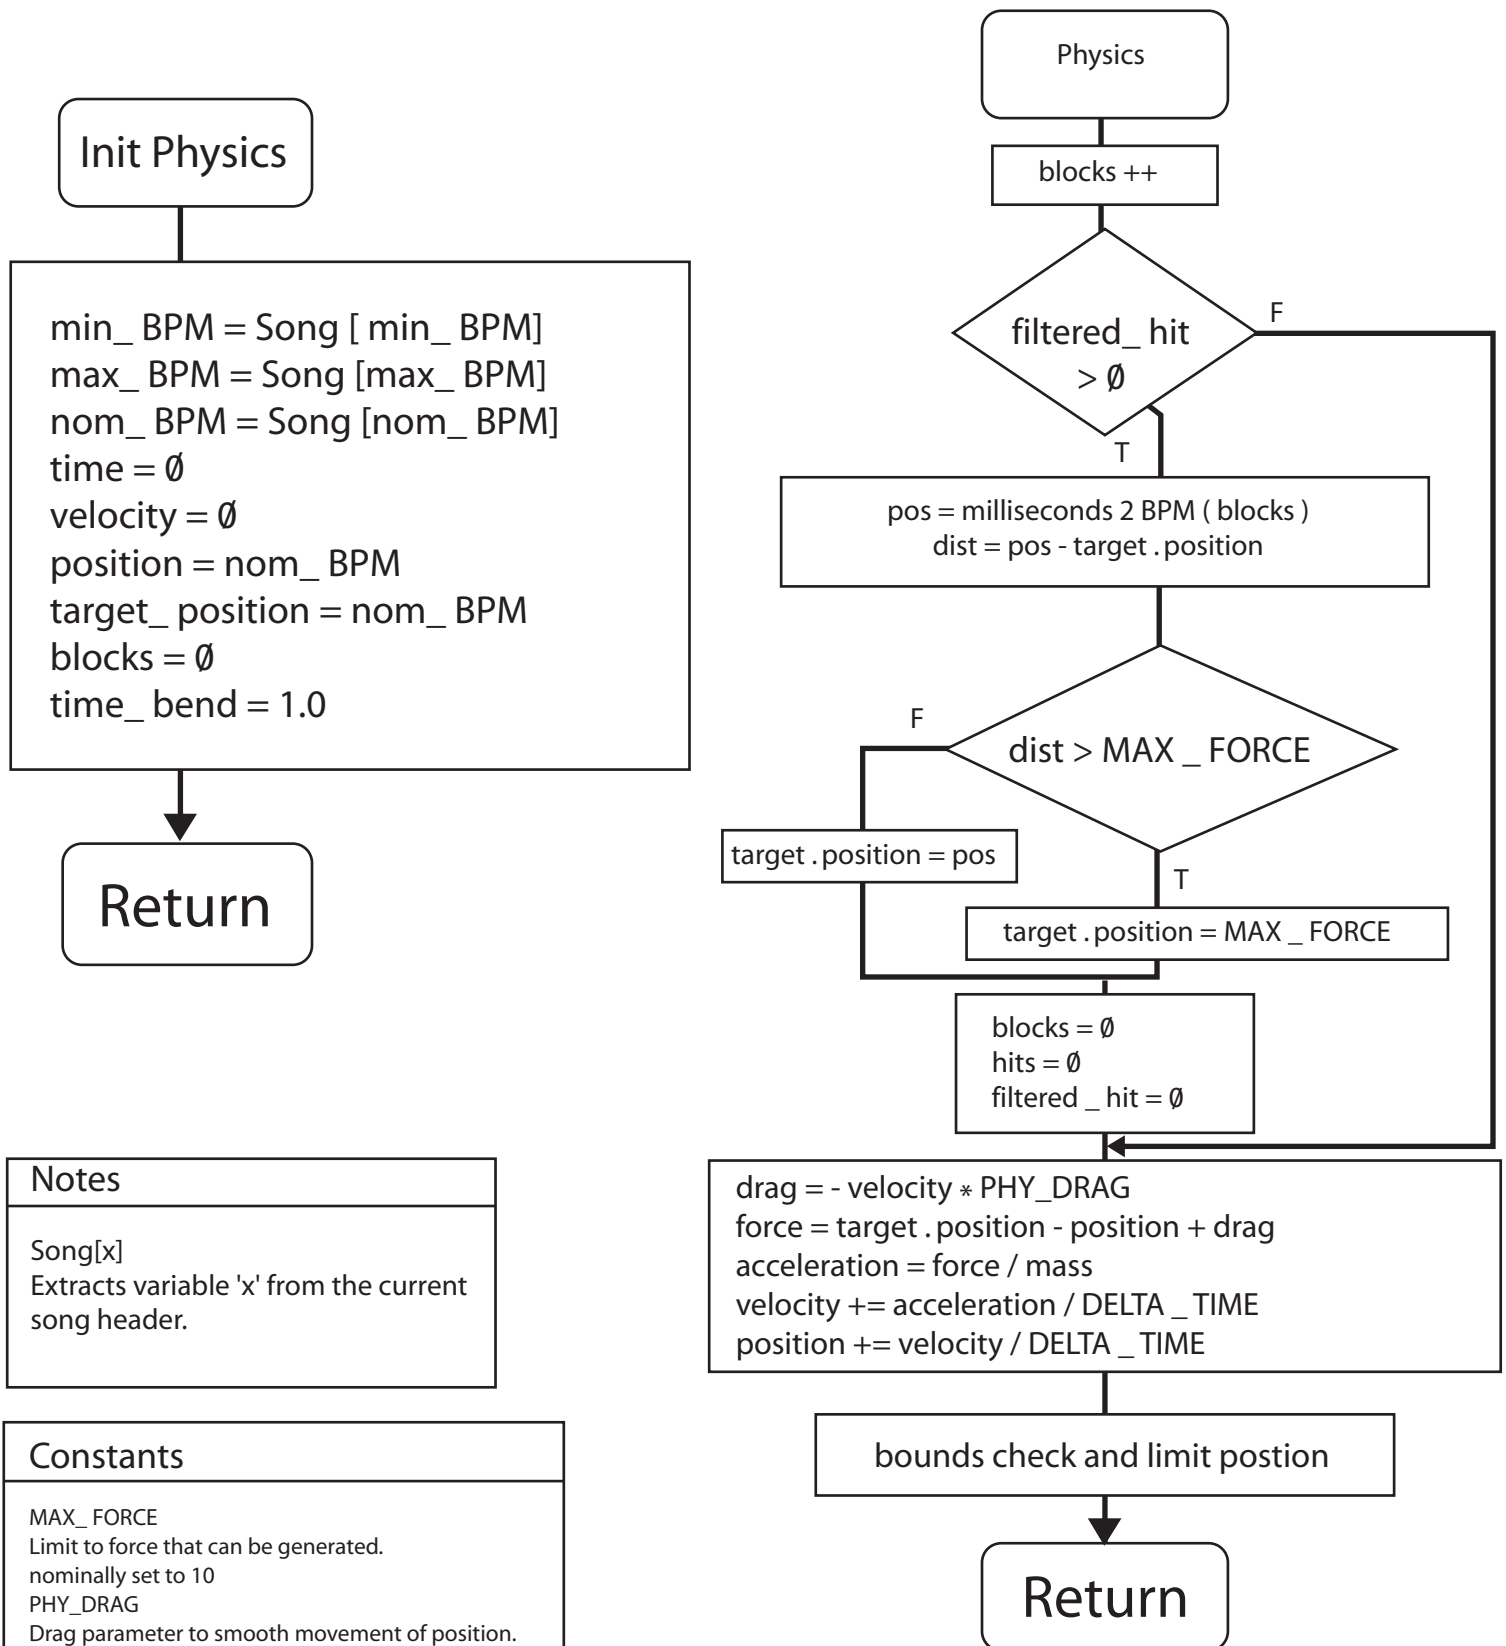 Init Physics
min_ BPM = Song [ min_ BPM]
max_ BPM = Song [max_ BPM]
nom_ BPM = Song [nom_ BPM]
time = Ø
velocity = Ø
position = nom_ BPM
target_ position = nom_ BPM
blocks = Ø
time_ bend = 1.0
Return
Notes
Song[x]
Extracts variable 'x' from the current
song header.
Constants
MAX_ FORCE
Limit to force that can be generated.
nominally set to 10
PHY_DRAG
Drag parameter to smooth movement of position.
Physics
blocks ++
filtered_ hit
> Ø
F
T
pos = milliseconds 2 BPM ( blocks )
dist = pos - target . position
dist > MAX _ FORCE
F
target . position = pos
T
target . position = MAX _ FORCE
blocks = Ø
hits = Ø
filtered _ hit = Ø
drag = - velocity * PHY_DRAG
force = target . position - position + drag
acceleration = force / mass
velocity += acceleration / DELTA _ TIME
position += velocity / DELTA _ TIME
bounds check and limit postion
Return